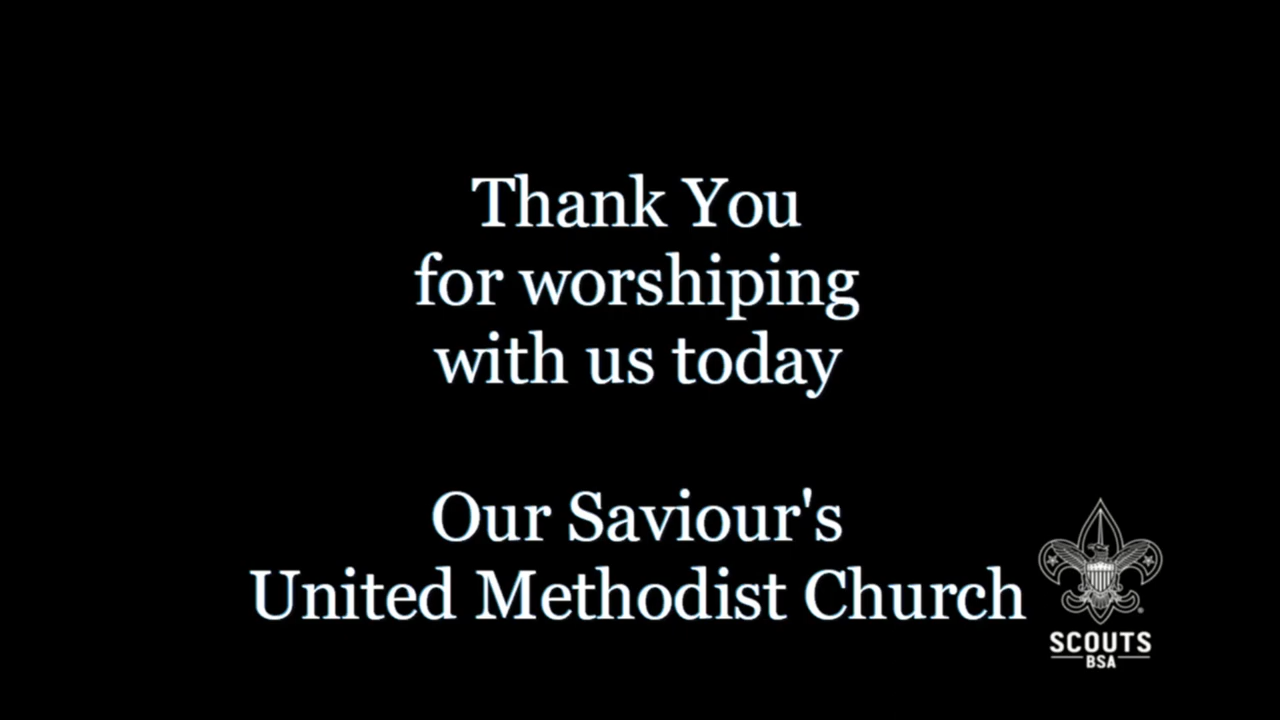 Thank You
for worshiping
with us today
Our Saviour's
United Methodist Church
SCOUTS
BSA